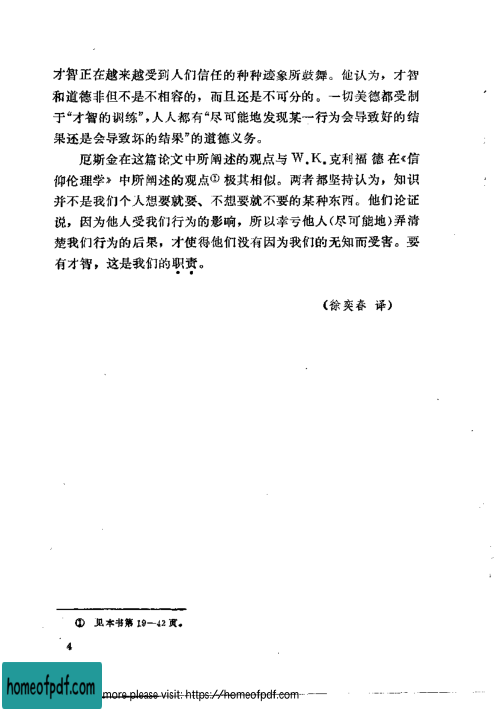 才智正在越来越受到人们信任的种种迹象所鼓舞。他认为，才智
和道德非但不是不相容的，而且还是不可分的。一切美德都受制
于“才智的训练”，人人都有“尽可能地发现某一行为会导致好的结
果还是会导致坏的结果”的道德义务。
厄斯金在这篇论文中所阐述的观点与W.K.克利福德在《信
仰伦理学》中所阐述的观点①极其相似。两者都坚持认为，知识
并不是我们个人想要就要、不想要就不要的某种东西。他们论证
说，因为他人受我们行为的影响，所以幸亏他人（尽可能地）弄清
楚我们行为的后果，才使得他们没有因为我们的无知而受害。要
有才智，这是我们的职责。
（徐奕春 译）
① 见本书第19—42页。
4
homeofpdf.com
more please visit: https://homeofpdf.com